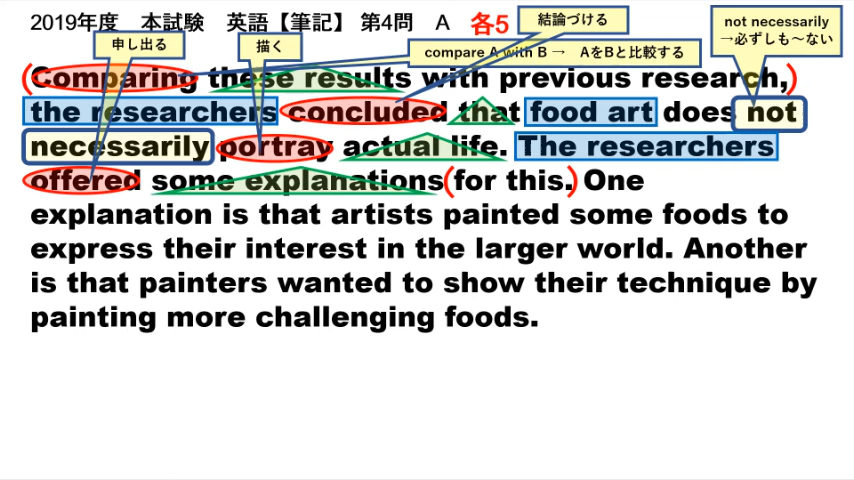 2019年度 本試験 英語【筆記】 第4問 A 各5
結論づける
not necessarily
→必ずしも～ない
申し出る
描く
compare A with B → AをBと比較する
(Comparing these results with previous research,)
the researchers concluded that food art does not
necessarily portray actual life. The researchers
offered some explanations(for this.) One
explanation is that artists painted some foods to
express their interest in the larger world. Another
is that painters wanted to show their technique by
painting more challenging foods.